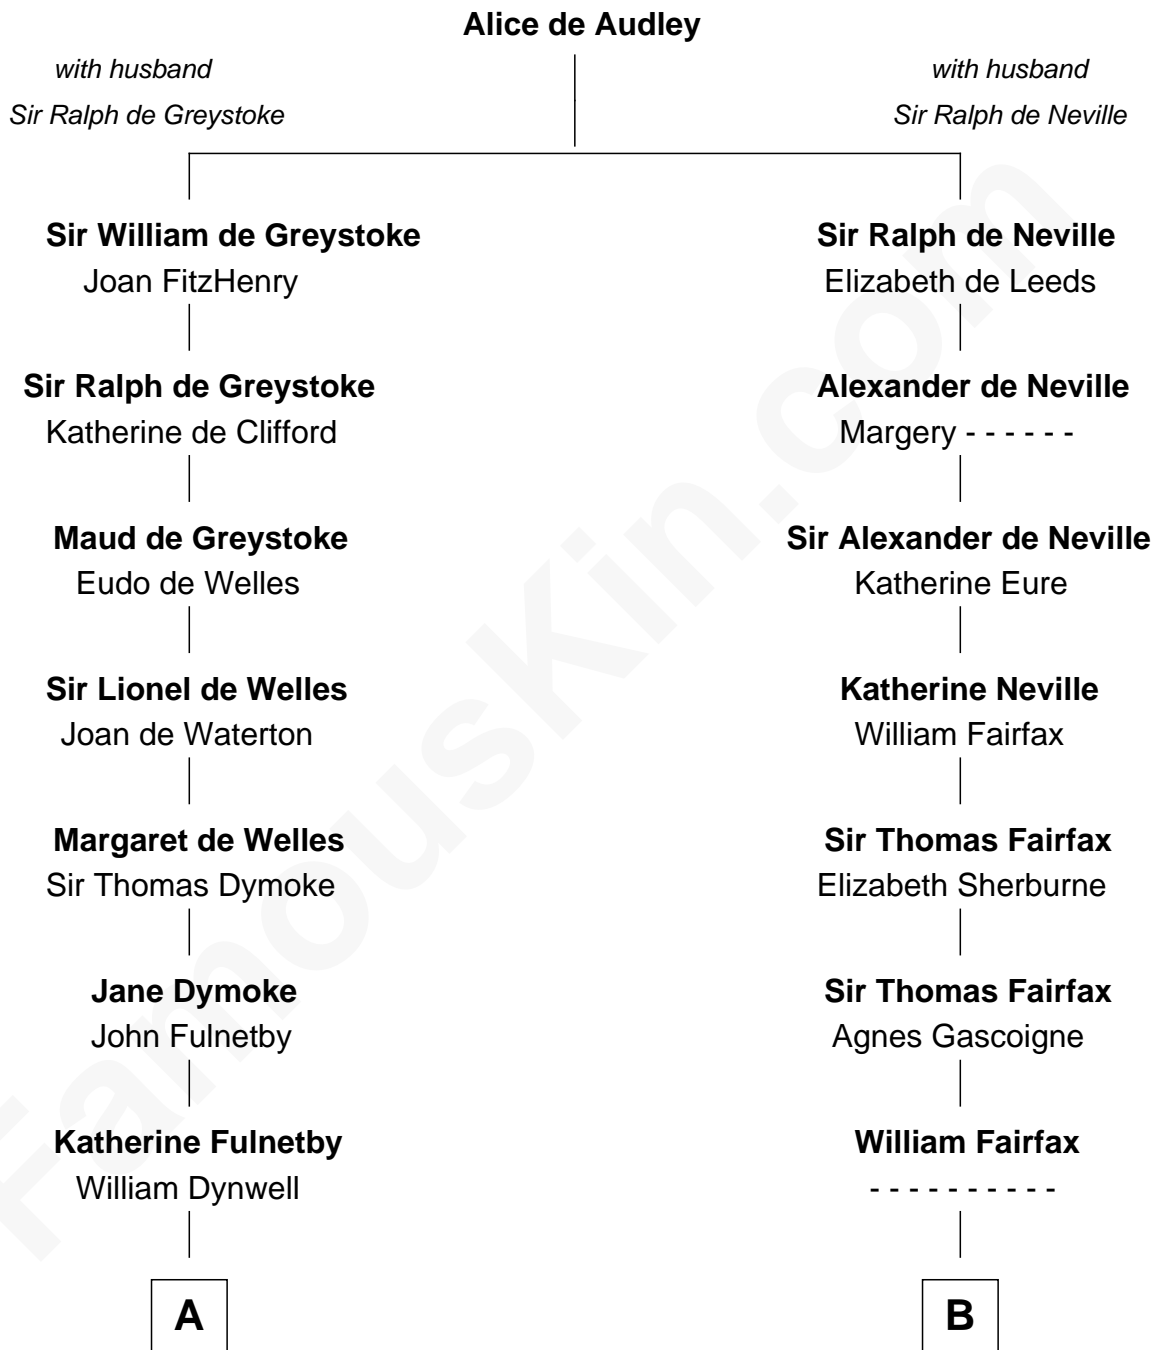 Alice de Audley
with husband
Sir Ralph de Greystoke
with husband
Sir Ralph de Neville
Sir William de Greystoke
Joan FitzHenry
Sir Ralph de Neville
Elizabeth de Leeds
Sir Ralph de Greystoke
Katherine de Clifford
Alexander de Neville
Margery - - - - - -
Maud de Greystoke
Eudo de Welles
Sir Alexander de Neville
Katherine Eure
Sir Lionel de Welles
Joan de Waterton
Katherine Neville
William Fairfax
Margaret de Welles
Sir Thomas Dymoke
Sir Thomas Fairfax
Elizabeth Sherburne
Jane Dymoke
John Fulnetby
Sir Thomas Fairfax
Agnes Gascoigne
Katherine Fulnetby
William Dynwell
William Fairfax
- - - - - - - - - -
A
B
FamousKin.com